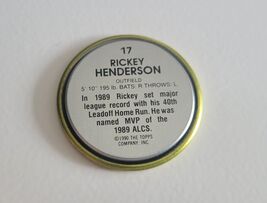 17
RICKEY
HENDERSON
OUTFIELD
5' 10" 195 lb. BATS: R THROWS: L
In 1989 Rickey set major
league record with his 40th
Leadoff Home Run. He was
named MVP of the
1989 ALCS.
©1990 THE TOPPS
COMPANY, INC.